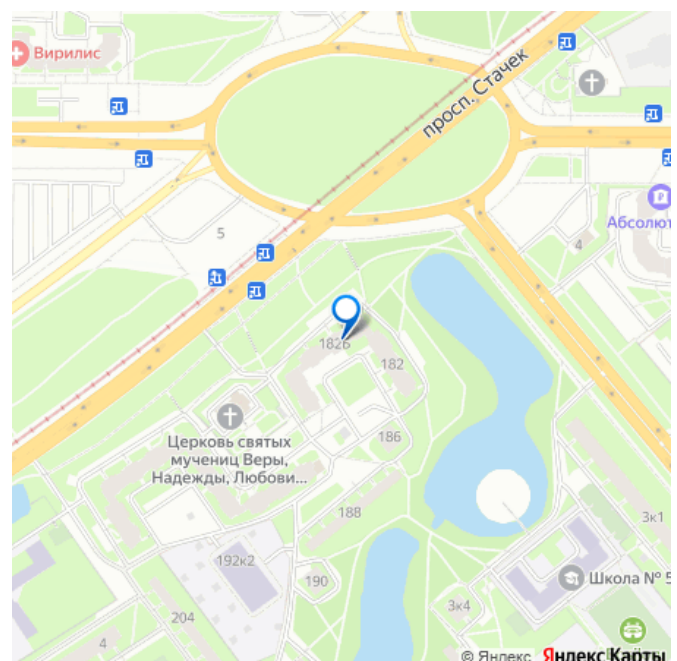 Вирилис
просп. Стачек
Абсолют
5
4
182Б
182
Церковь святых
мучениц Веры,
Надежды, Любови...
186
188
192к2
190
204
4
3к1
3к4
Школа № 5
© Яндекс Яндекс Карты